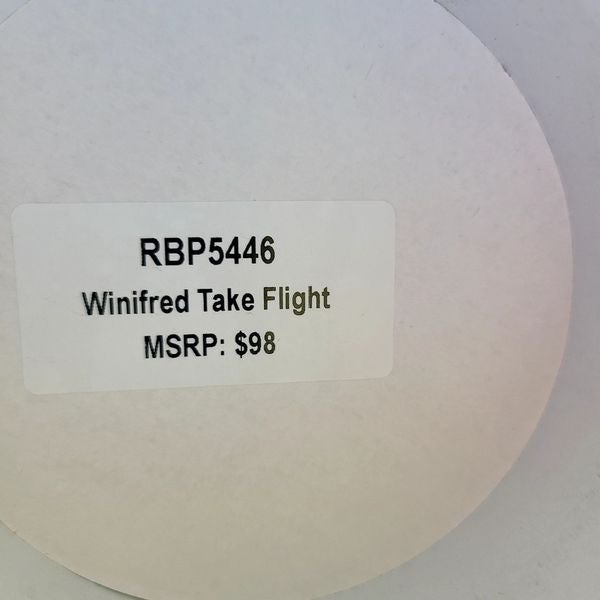 RBP5446
Winifred Take Flight
MSRP: $98